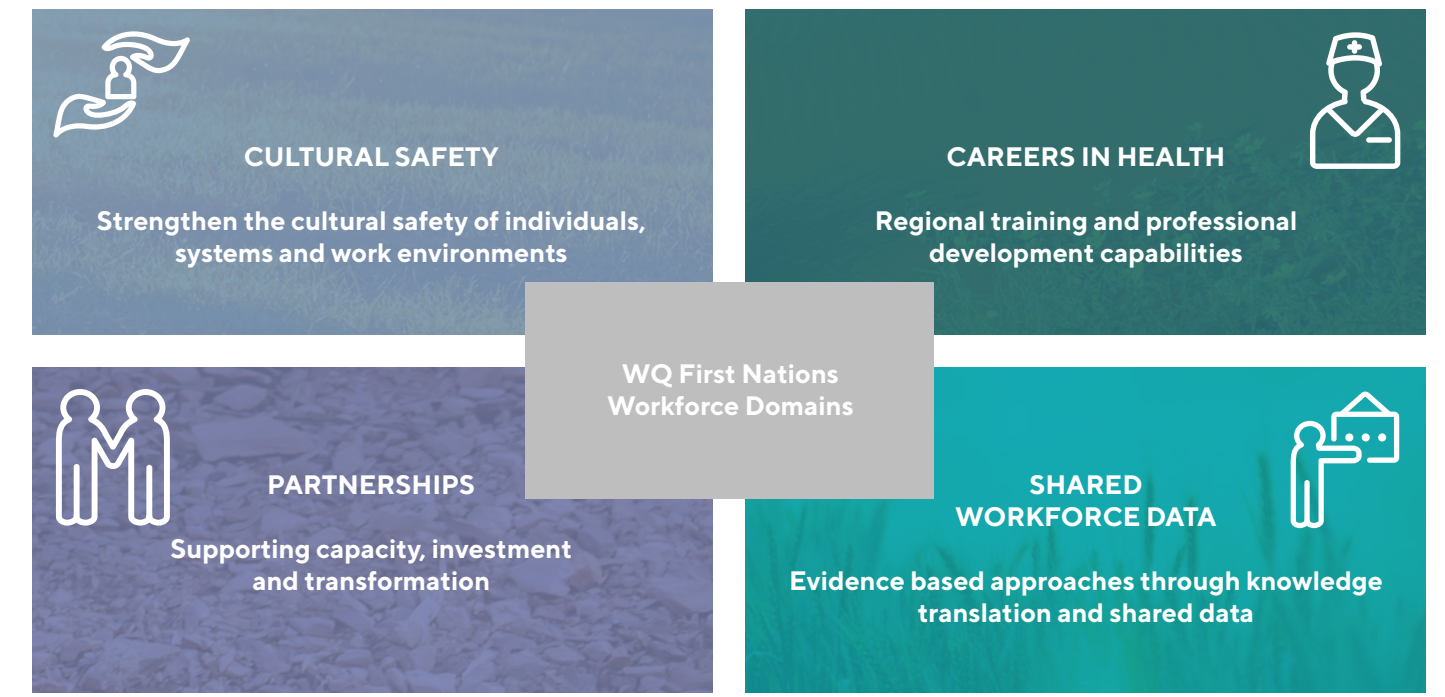 CULTURAL SAFETY
Strengthen the cultural safety of individuals,
systems and work environments
CAREERS IN HEALTH
Regional training and professional
development capabilities
WQ First Nations
Workforce Domains
PARTNERSHIPS
Supporting capacity, investment
and transformation
SHARED
WORKFORCE DATA
Evidence based approaches through knowledge
translation and shared data